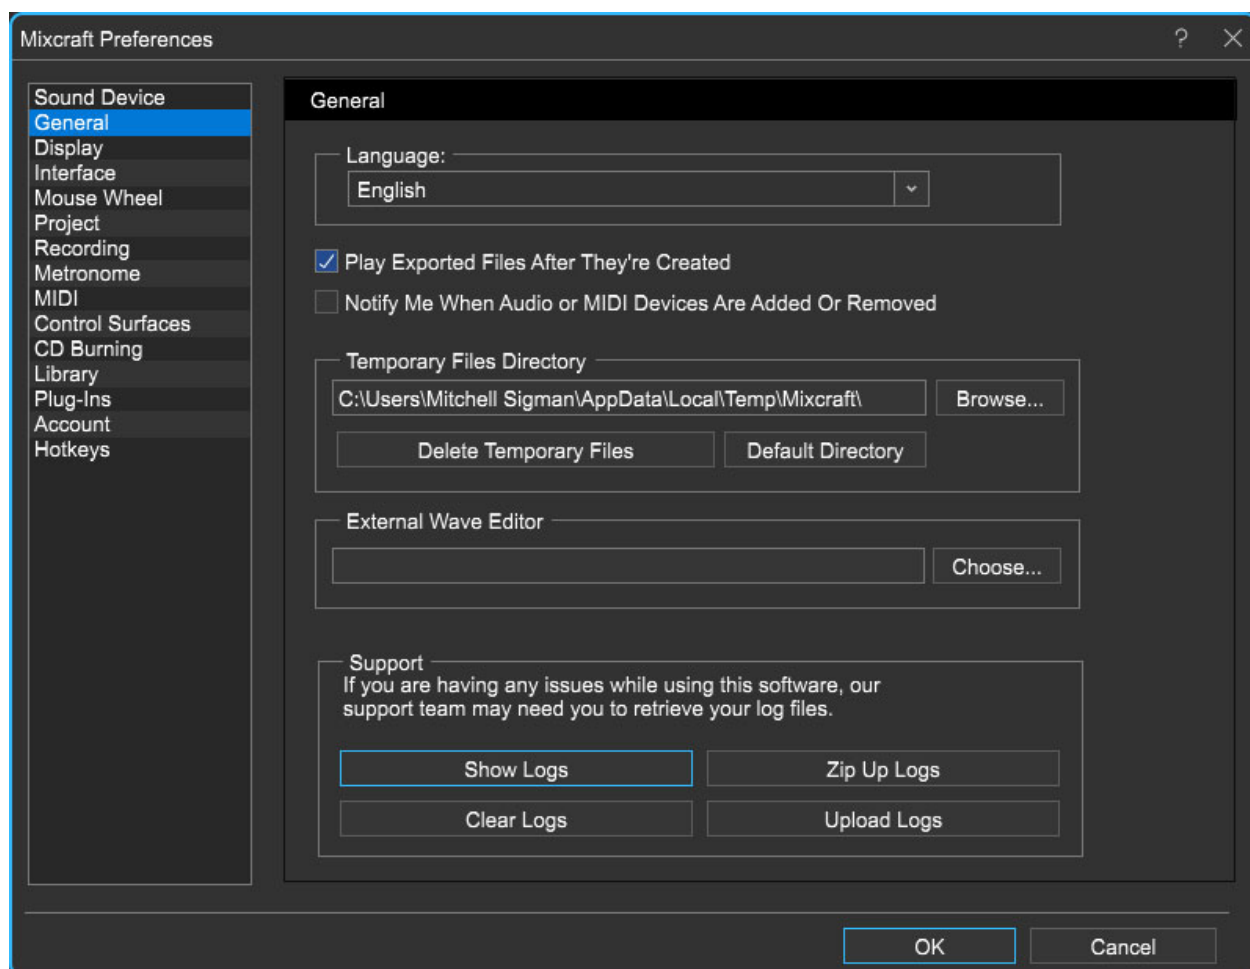 Mixcraft Preferences
?
Sound Device
General
Display
Interface
Mouse Wheel
Project
Recording
Metronome
MIDI
Control Surfaces
CD Burning
Library
Plug-Ins
Account
Hotkeys
General
Language:
English
Play Exported Files After They're Created
Notify Me When Audio or MIDI Devices Are Added Or Removed
Temporary Files Directory
C:\Users\Mitchell Sigman\AppData\Local\Temp\Mixcraft\
Browse...
Delete Temporary Files
Default Directory
External Wave Editor
Choose...
Support
If you are having any issues while using this software, our
support team may need you to retrieve your log files.
Show Logs
Zip Up Logs
Clear Logs
Upload Logs
OK
Cancel